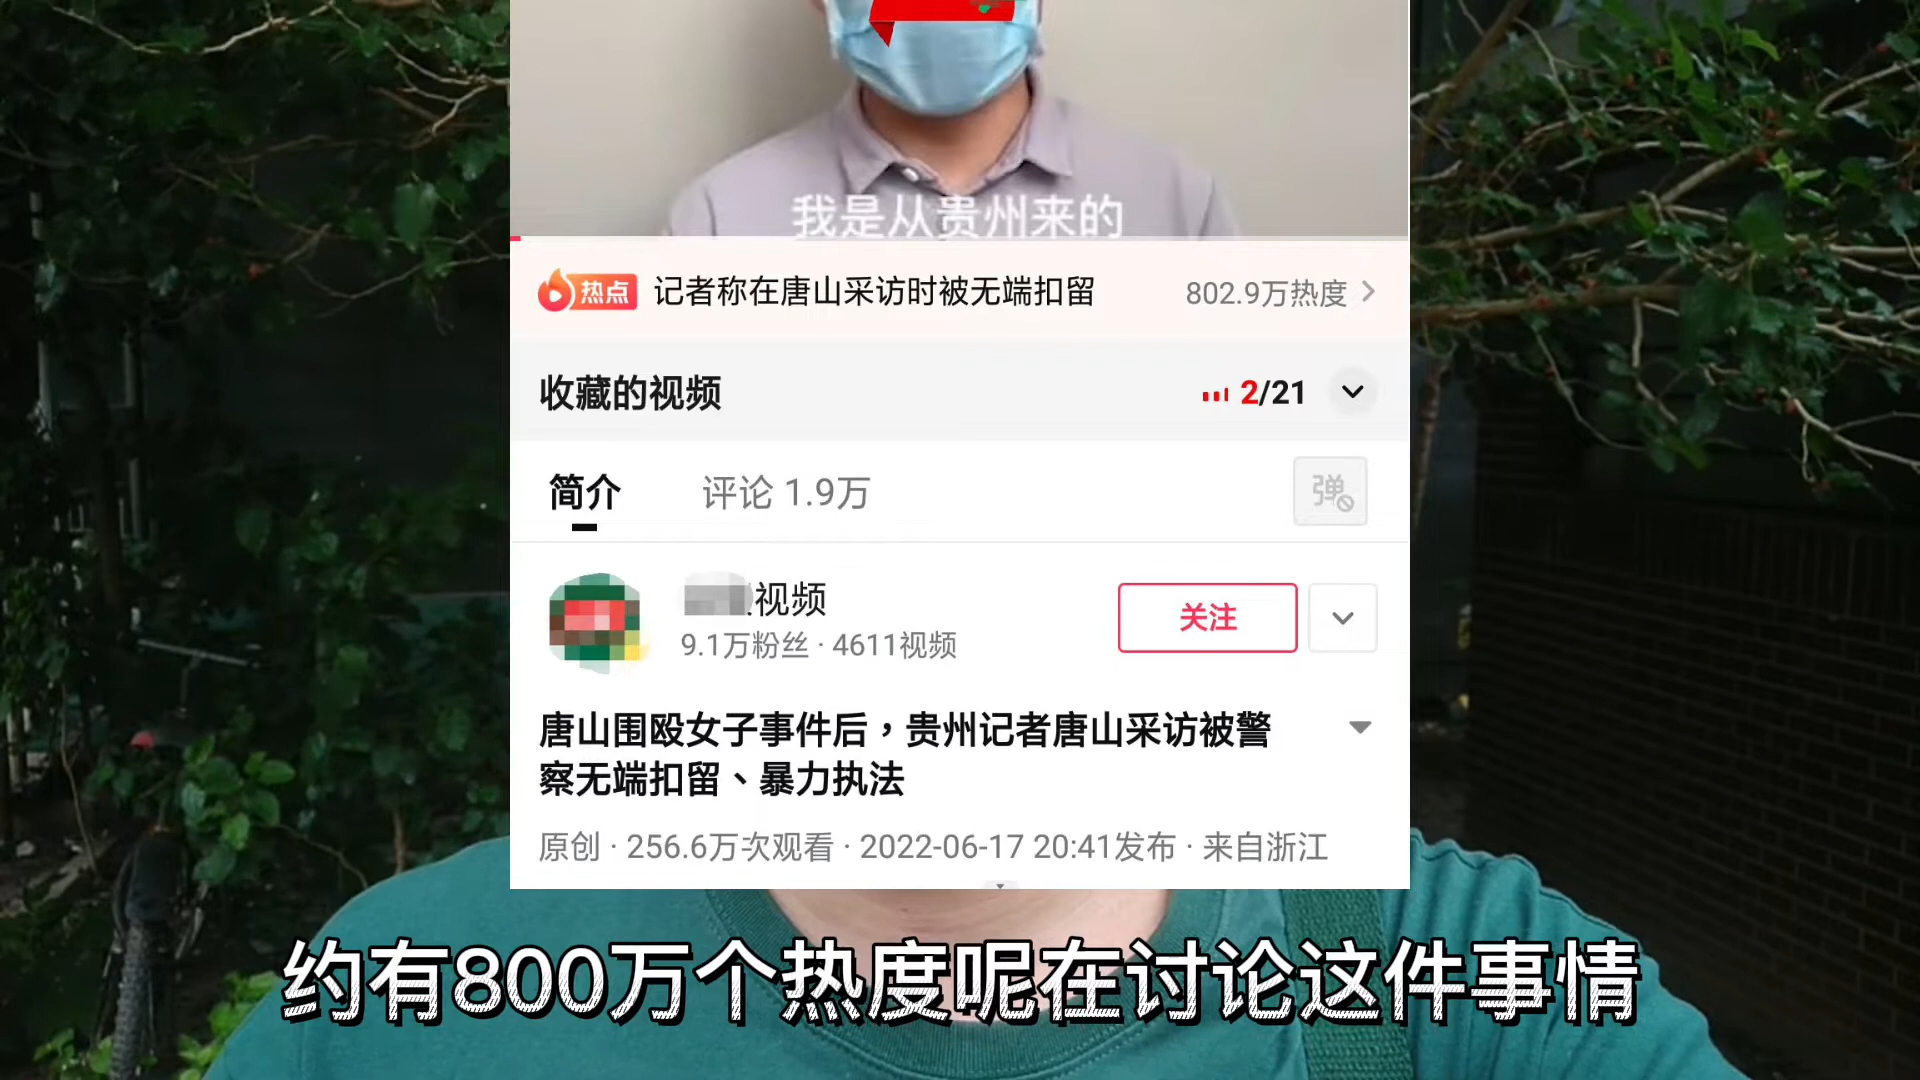 我是从贵州来的
热点 记者称在唐山采访时被无端扣留 802.9万热度
收藏的视频 2/21
简介 评论 1.9万 弹
视频
9.1万粉丝 · 4611视频
关注
唐山围殴女子事件后，贵州记者唐山采访被警
察无端扣留、暴力执法
原创 · 256.6万次观看 · 2022-06-17 20:41发布 · 来自浙江
约有800万个热度呢在讨论这件事情